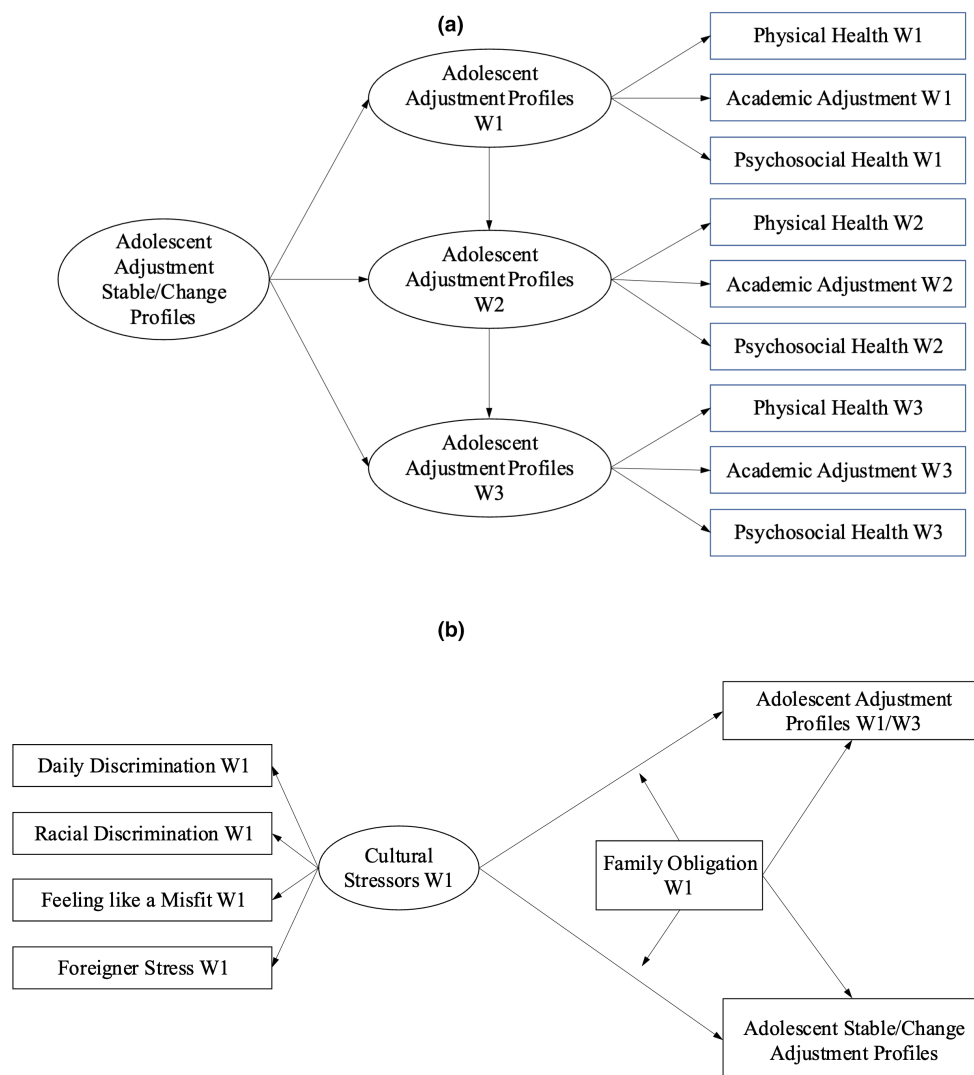 (a)
Adolescent
Adjustment
Stable/Change
Profiles
Adolescent
Adjustment Profiles
W1
Physical Health W1
Academic Adjustment W1
Psychosocial Health W1
Adolescent
Adjustment Profiles
W2
Physical Health W2
Academic Adjustment W2
Psychosocial Health W2
Adolescent
Adjustment Profiles
W3
Physical Health W3
Academic Adjustment W3
Psychosocial Health W3
(b)
Daily Discrimination W1
Racial Discrimination W1
Feeling like a Misfit W1
Foreigner Stress W1
Cultural
Stressors W1
Family Obligation
W1
Adolescent Adjustment
Profiles W1/W3
Adolescent Stable/Change
Adjustment Profiles